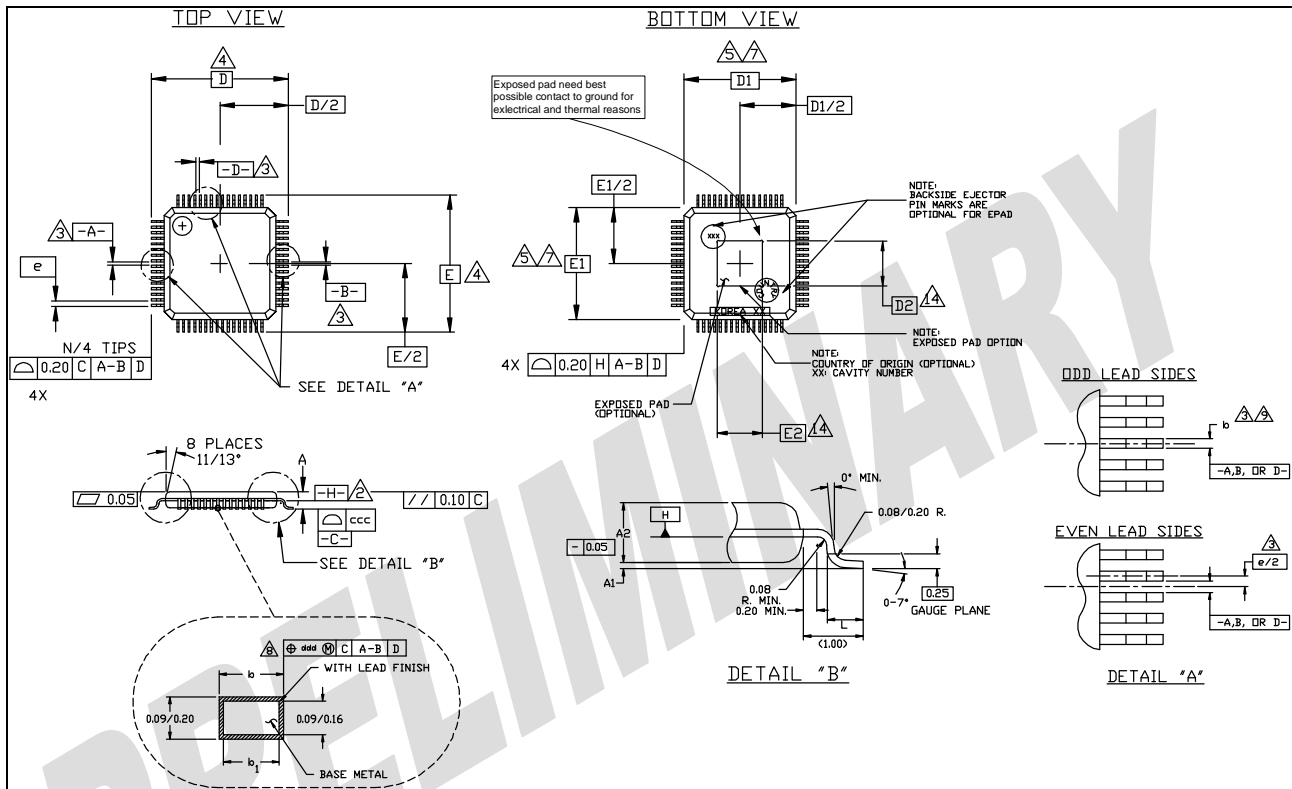 TOP VIEW
4
D
D/2
-D-
3
3
-A-
e
E
4
-B-
3
E/2
N/4 TIPS
0.20 C A-B D
4X
SEE DETAIL "A"
BOTTOM VIEW
5 7
D1
D1/2
Exposed pad need best
possible contact to ground for
exlectrical and thermal reasons
E1/2
5 7
E1
NOTE:
BACKSIDE EJECTOR
PIN MARKS ARE
OPTIONAL FOR EPAD
XXX
D2
14
KOREA XX
NOTE:
EXPOSED PAD OPTION
NOTE:
COUNTRY OF ORIGIN (OPTIONAL)
XX: CAVITY NUMBER
4X
0.20 H A-B D
EXPOSED PAD
(OPTIONAL)
E2
14
ODD LEAD SIDES
b
3 9
-A,B, OR D-
EVEN LEAD SIDES
3
e/2
-A,B, OR D-
DETAIL "A"
8 PLACES
11/13°
A
0.05
-H-
2
// 0.10 C
ccc
-C-
SEE DETAIL "B"
0° MIN.
H
0.08/0.20 R.
A2
- 0.05
A1
0.08
R. MIN.
0.20 MIN.
0-7°
0.25
GAUGE PLANE
L
(1.00)
DETAIL "B"
8
⌖ ddd Ⓜ C A-B D
b
WITH LEAD FINISH
0.09/0.20
0.09/0.16
b1
BASE METAL
PRELIMINARY